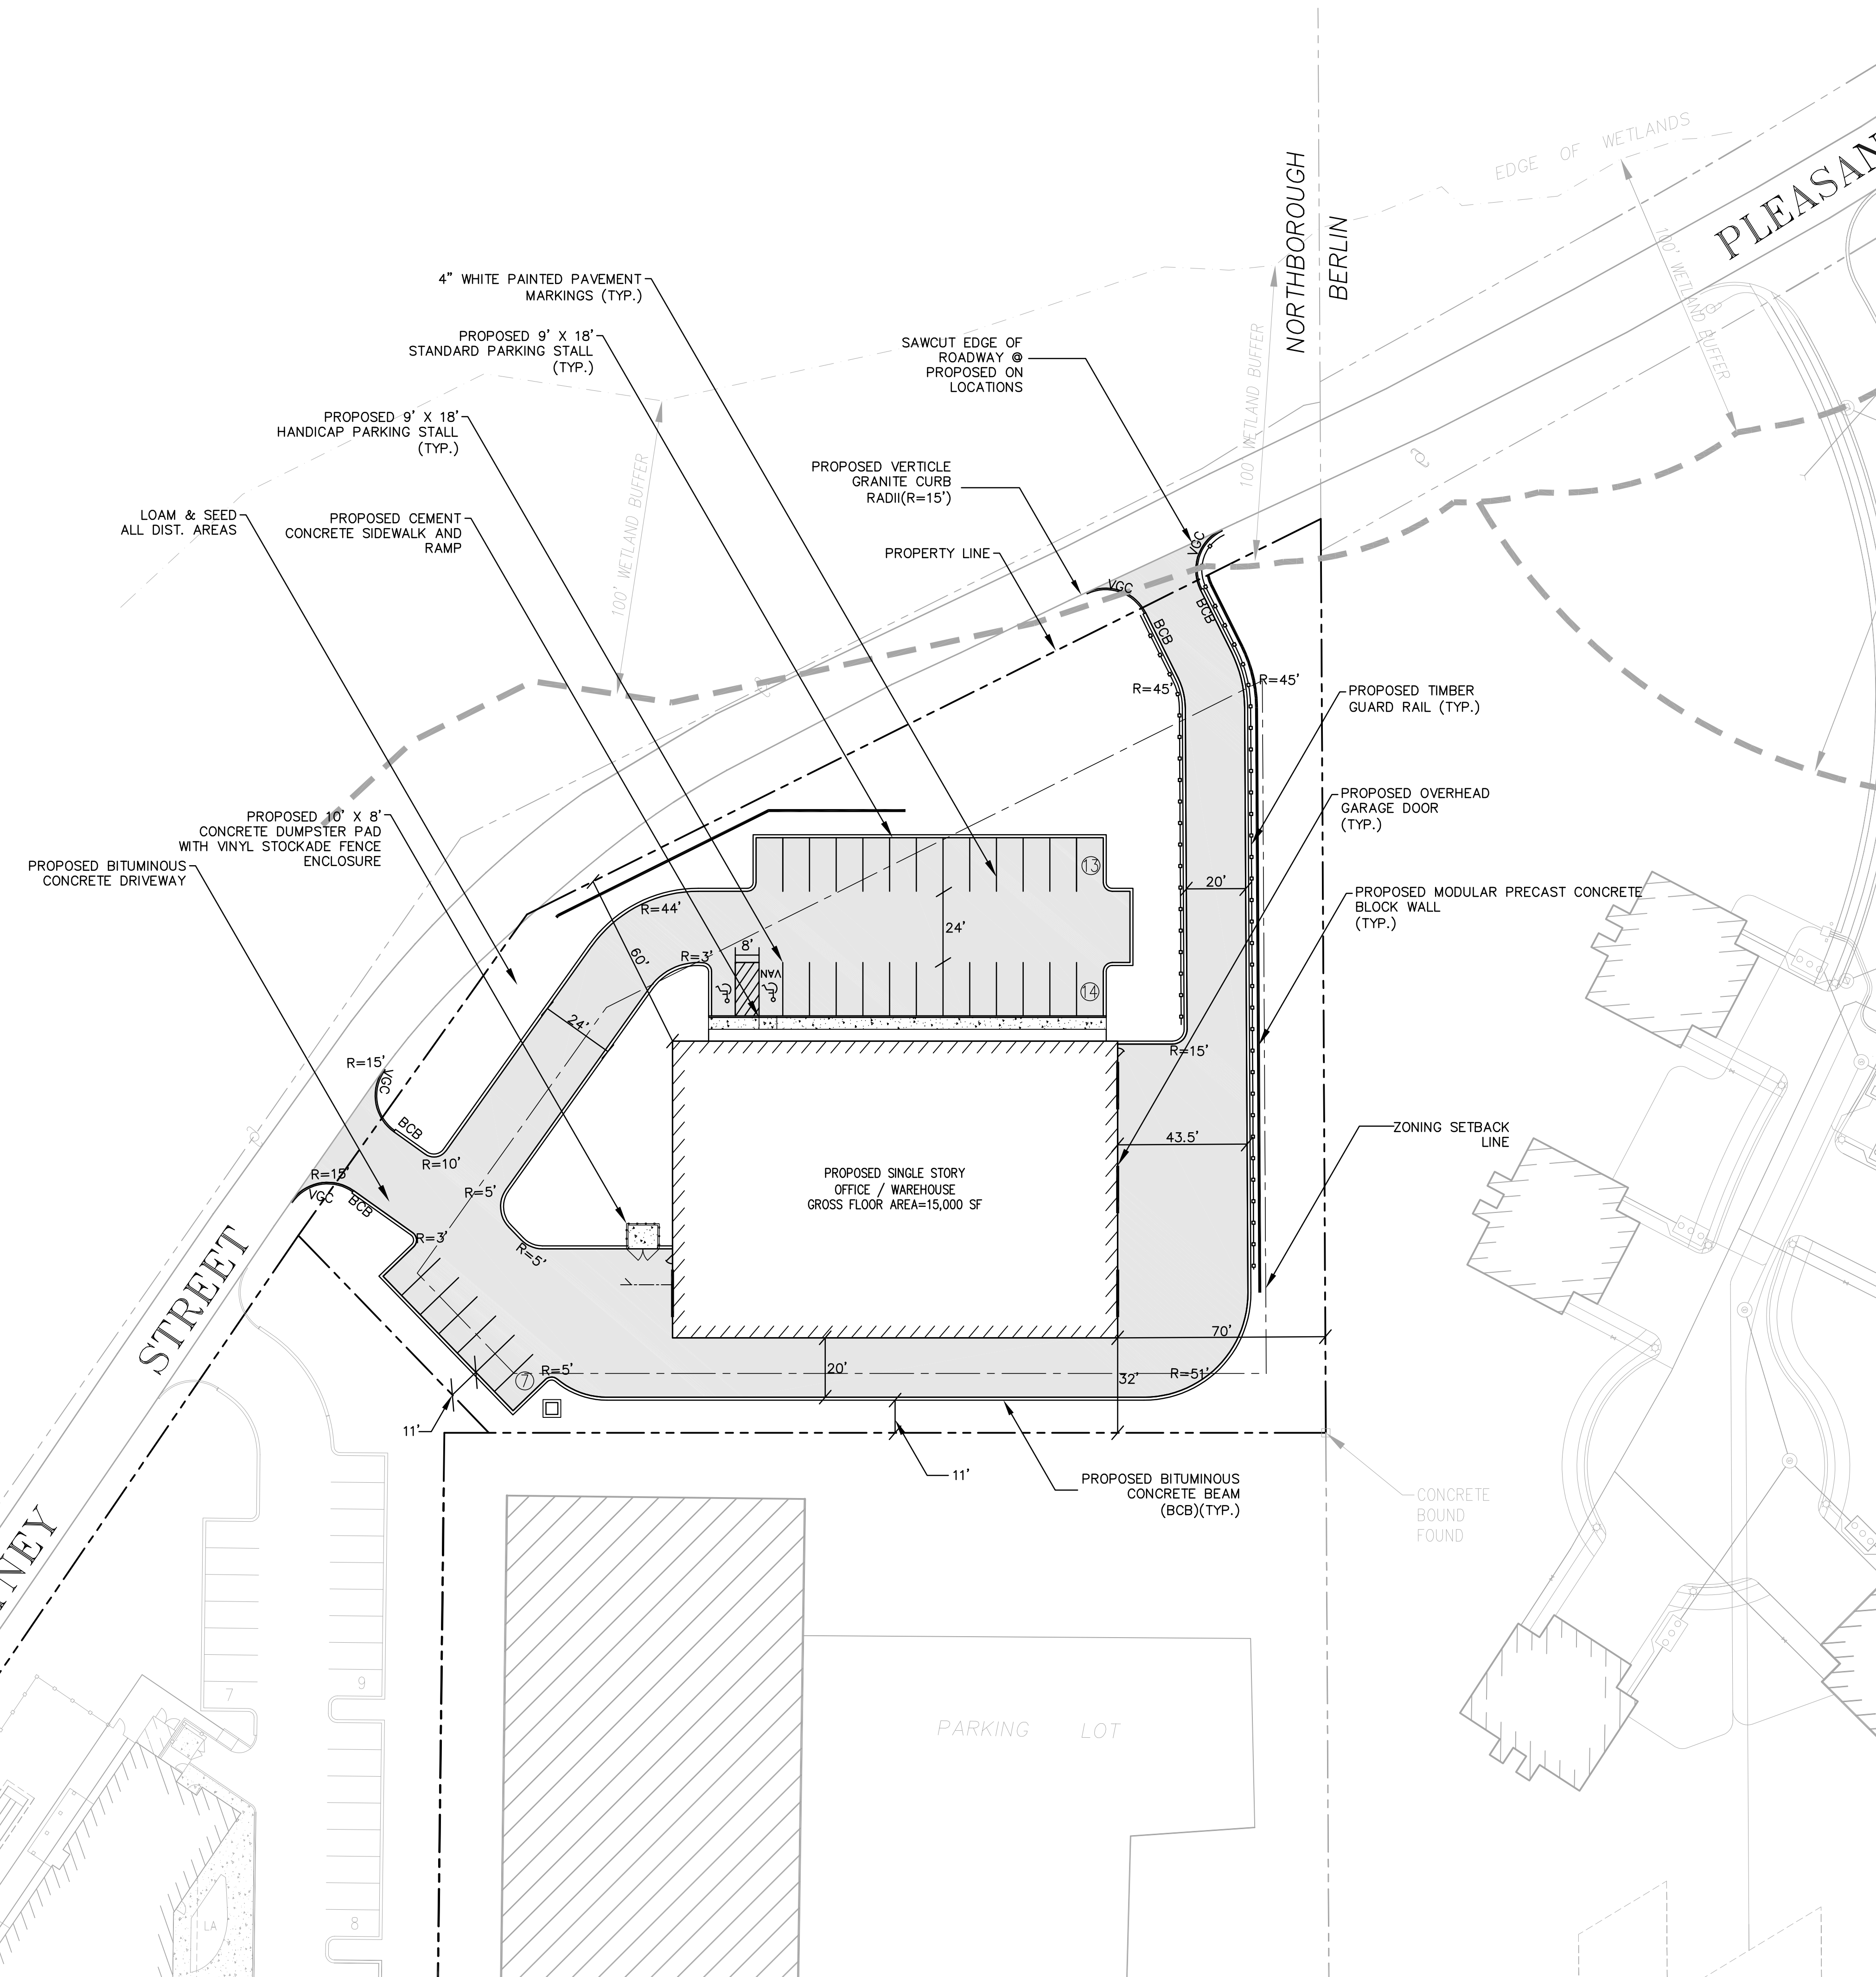 EDGE OF WETLANDS
NORTHBOROUGH
BERLIN
PLEASAN
100' WETLAND BUFFER
4" WHITE PAINTED PAVEMENT
MARKINGS (TYP.)
PROPOSED 9' X 18'
STANDARD PARKING STALL
(TYP.)
SAWCUT EDGE OF
ROADWAY @
PROPOSED ON
LOCATIONS
100 WETLAND BUFFER
PROPOSED 9' X 18'
HANDICAP PARKING STALL
(TYP.)
100' WETLAND BUFFER
PROPOSED VERTICLE
GRANITE CURB
RADII(R=15')
LOAM & SEED
ALL DIST. AREAS
PROPOSED CEMENT
CONCRETE SIDEWALK AND
RAMP
PROPERTY LINE
VGC
VGC
BCB
BCB
R=45'
R=45'
PROPOSED TIMBER
GUARD RAIL (TYP.)
PROPOSED OVERHEAD
GARAGE DOOR
(TYP.)
PROPOSED 10' X 8'
CONCRETE DUMPSTER PAD
WITH VINYL STOCKADE FENCE
ENCLOSURE
PROPOSED BITUMINOUS
CONCRETE DRIVEWAY
13
20'
PROPOSED MODULAR PRECAST CONCRETE
BLOCK WALL
(TYP.)
R=44'
24'
60'
R=3'
8'
VAN
14
24'
R=15'
R=15'
VGC
BCB
43.5'
ZONING SETBACK
LINE
R=10'
R=15'
VGC
BCB
R=5'
PROPOSED SINGLE STORY
OFFICE / WAREHOUSE
GROSS FLOOR AREA=15,000 SF
R=3'
R=5'
STREET
70'
20'
R=5'
7
32'
R=51'
11'
11'
PROPOSED BITUMINOUS
CONCRETE BEAM
(BCB)(TYP.)
CONCRETE
BOUND
FOUND
NEY
7
9
PARKING LOT
8
LA